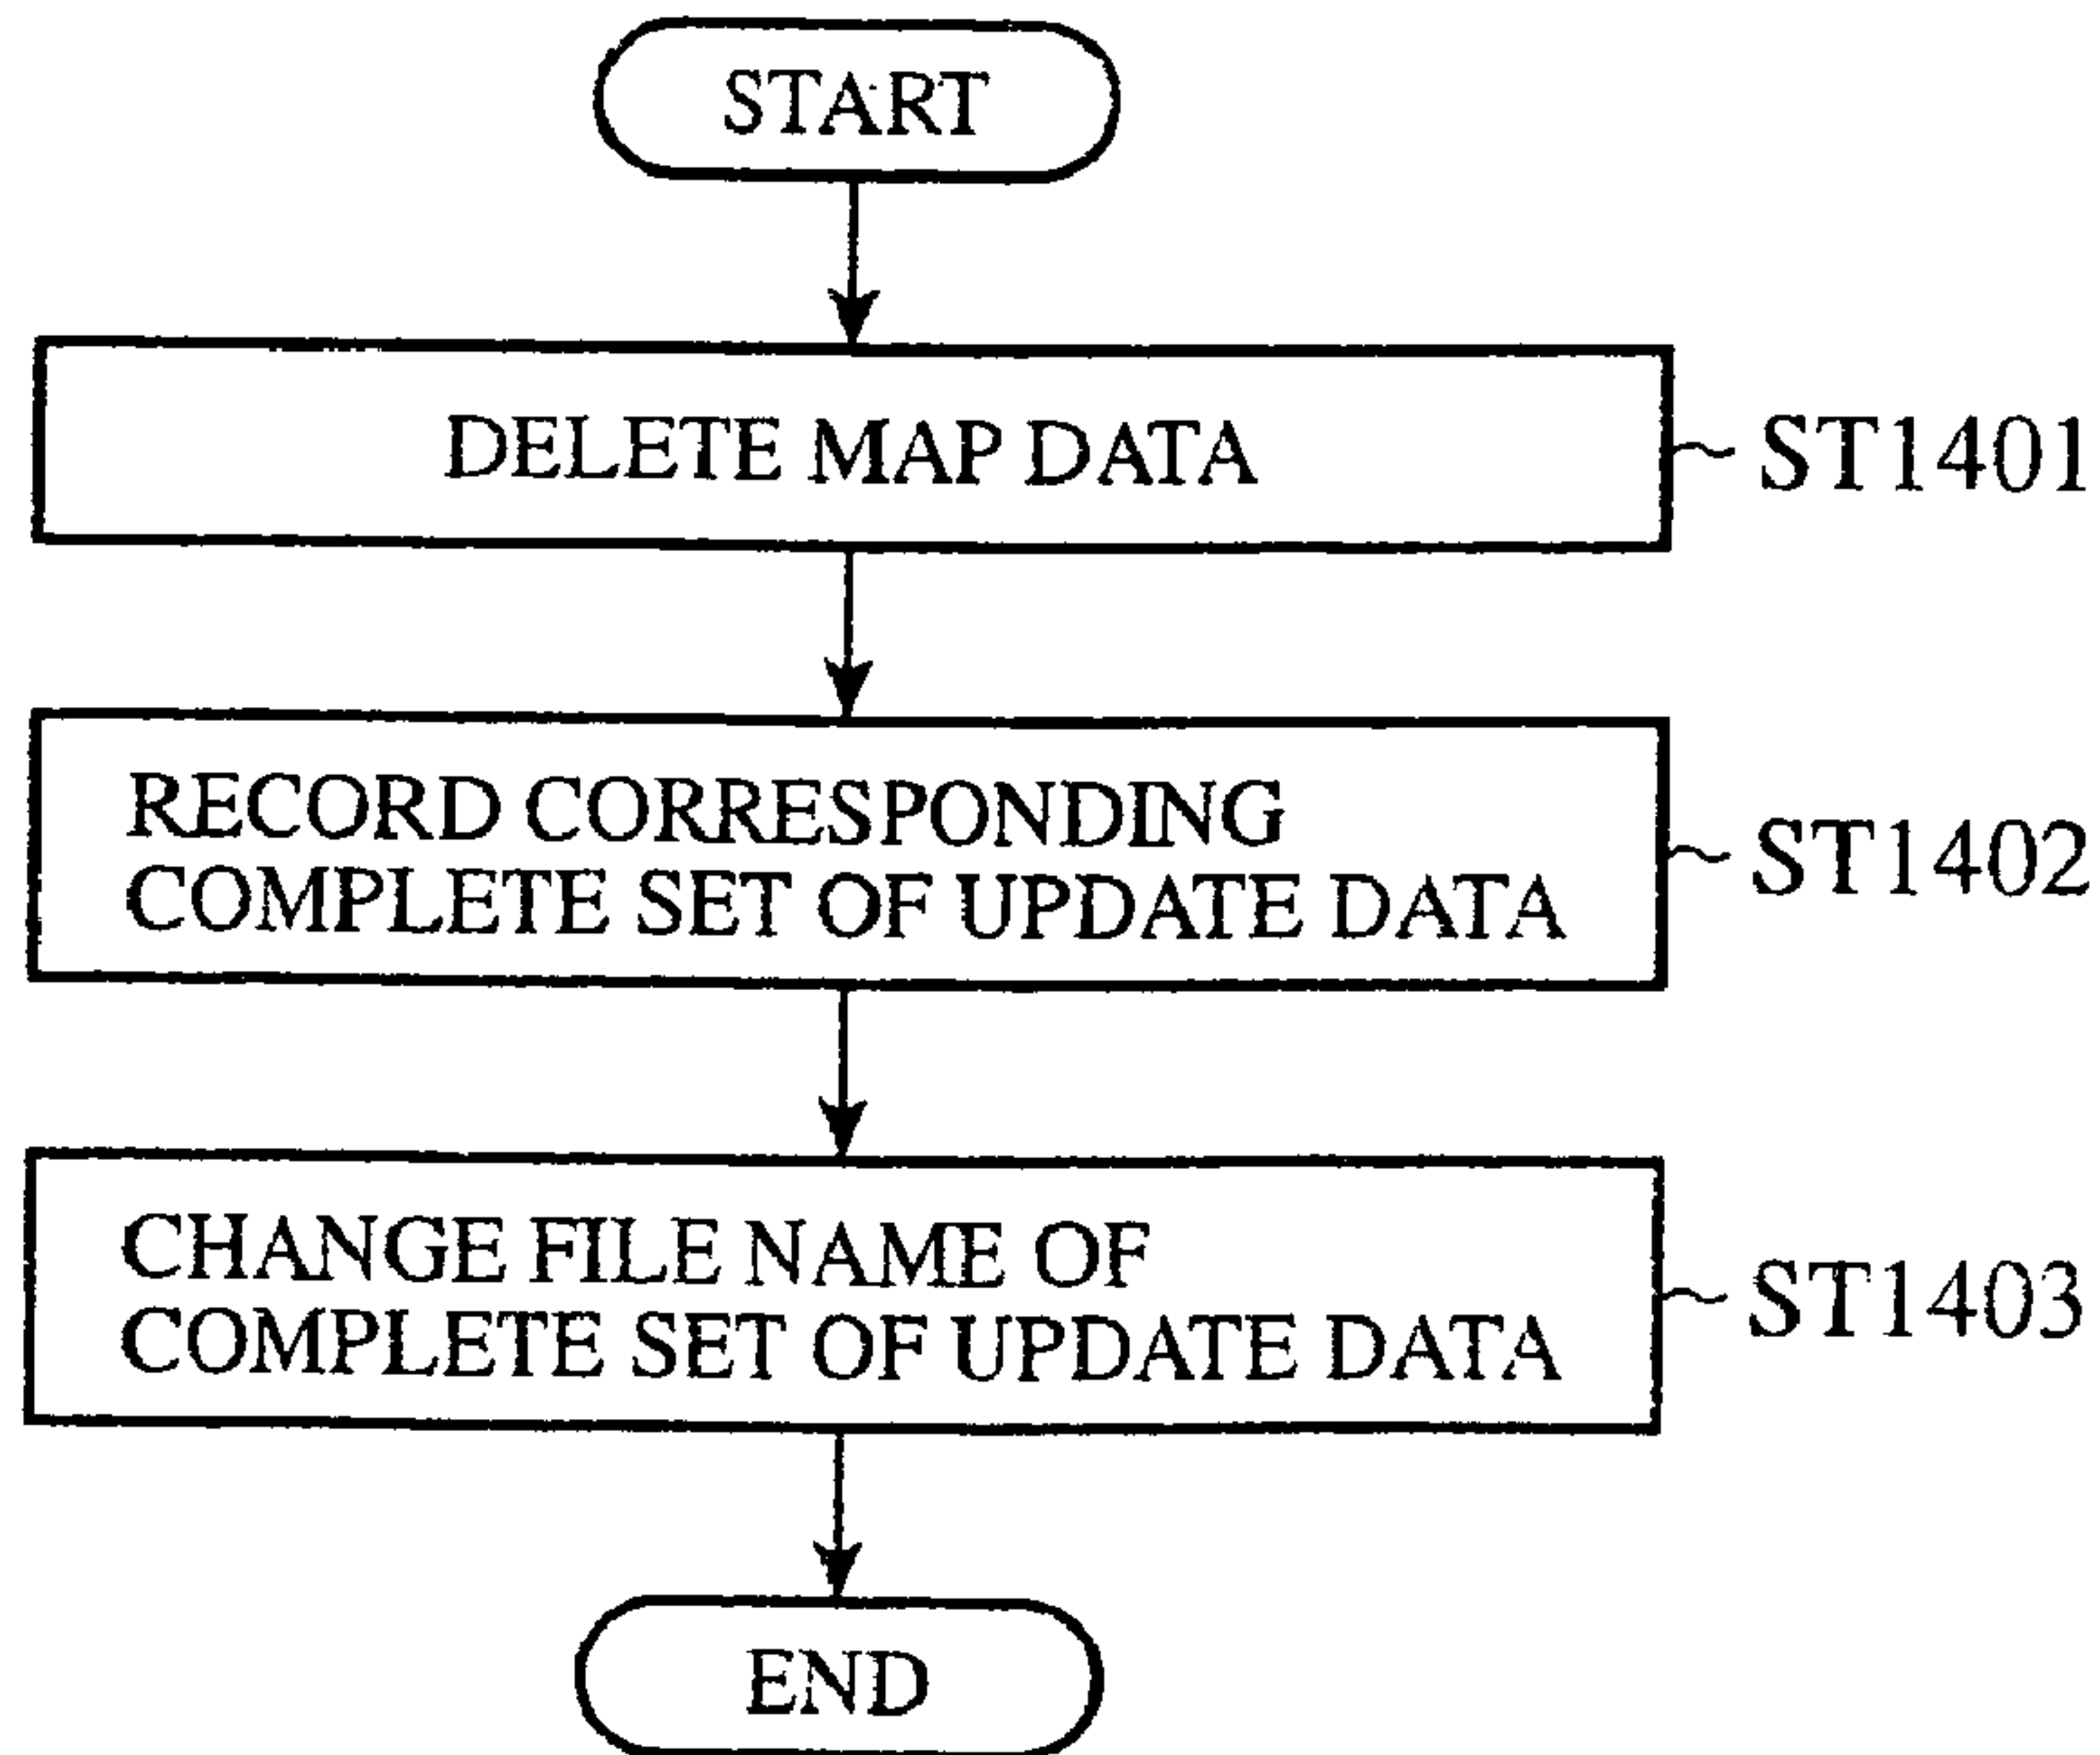 START
DELETE MAP DATA
ST1401
RECORD CORRESPONDING
COMPLETE SET OF UPDATE DATA
ST1402
CHANGE FILE NAME OF
COMPLETE SET OF UPDATE DATA
ST1403
END